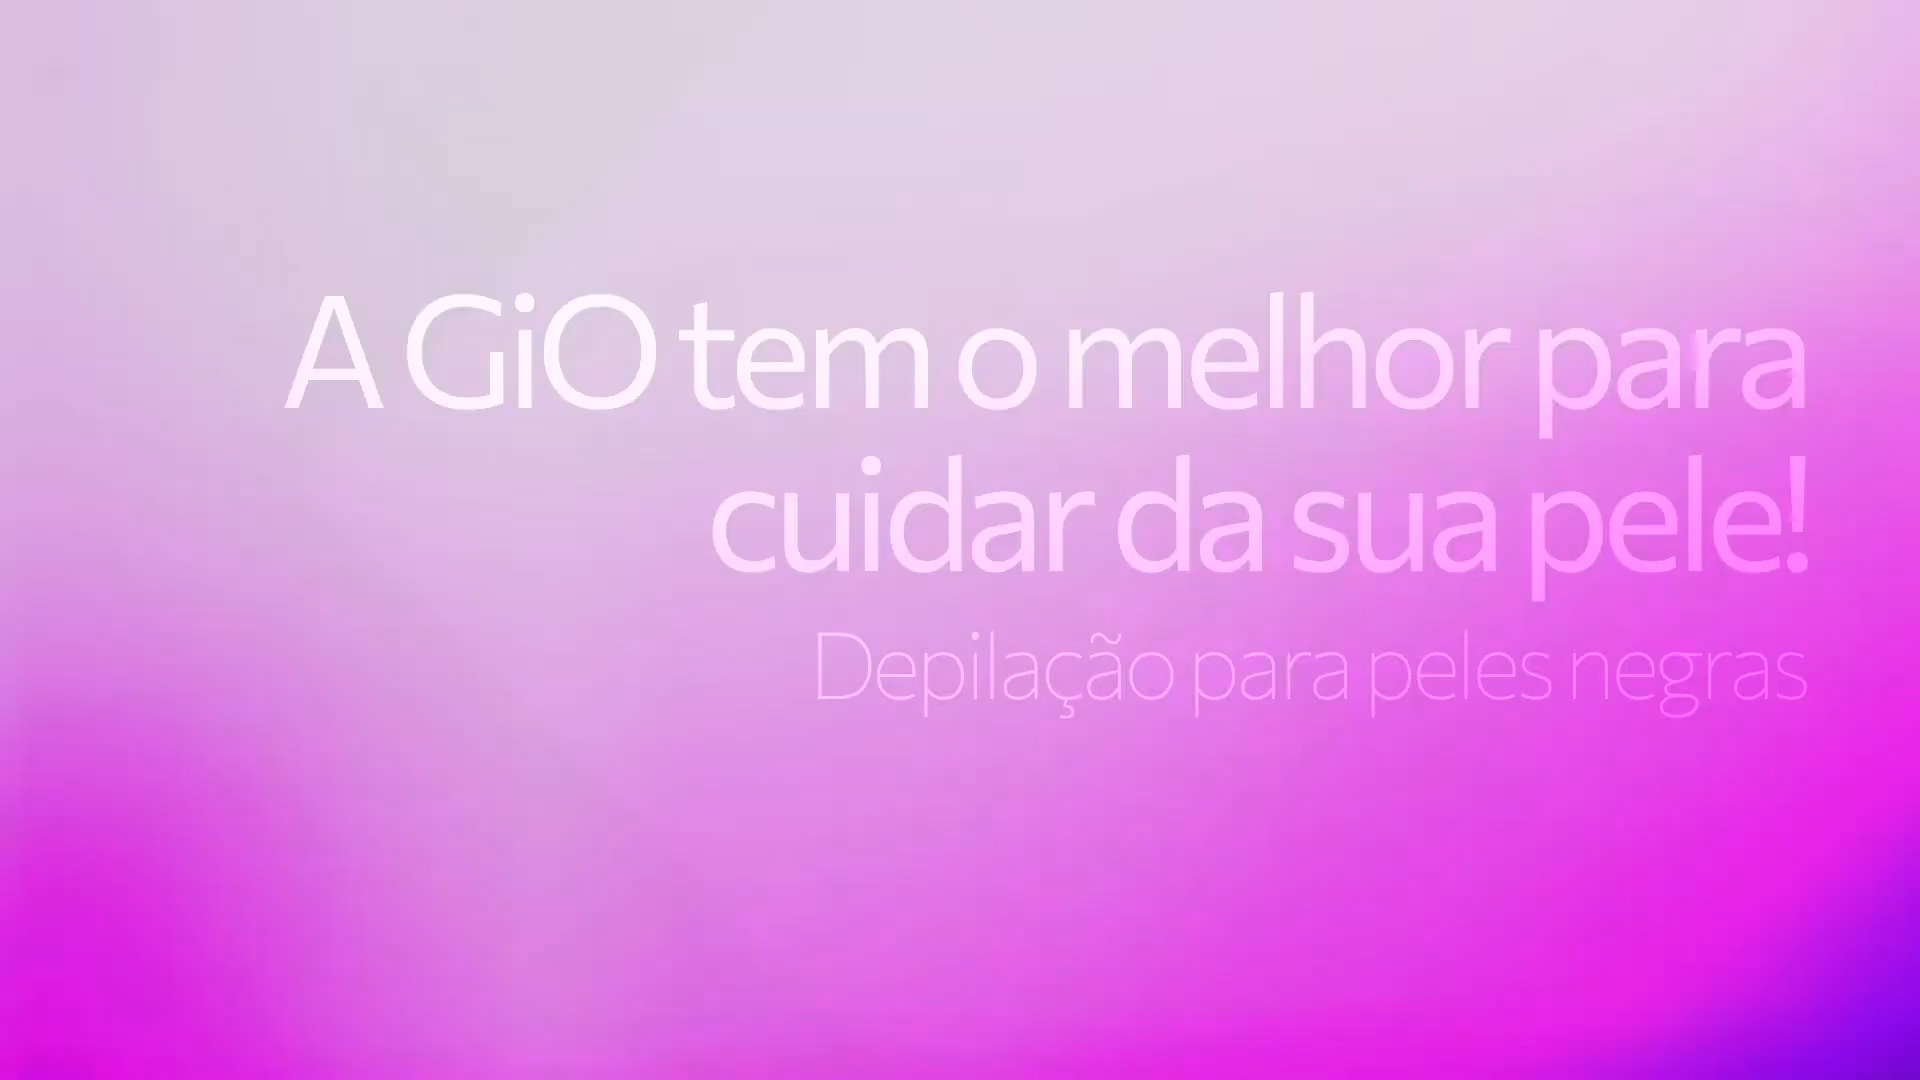 A GiO tem o melhor para
cuidar da sua pele!
Depilação para peles negras